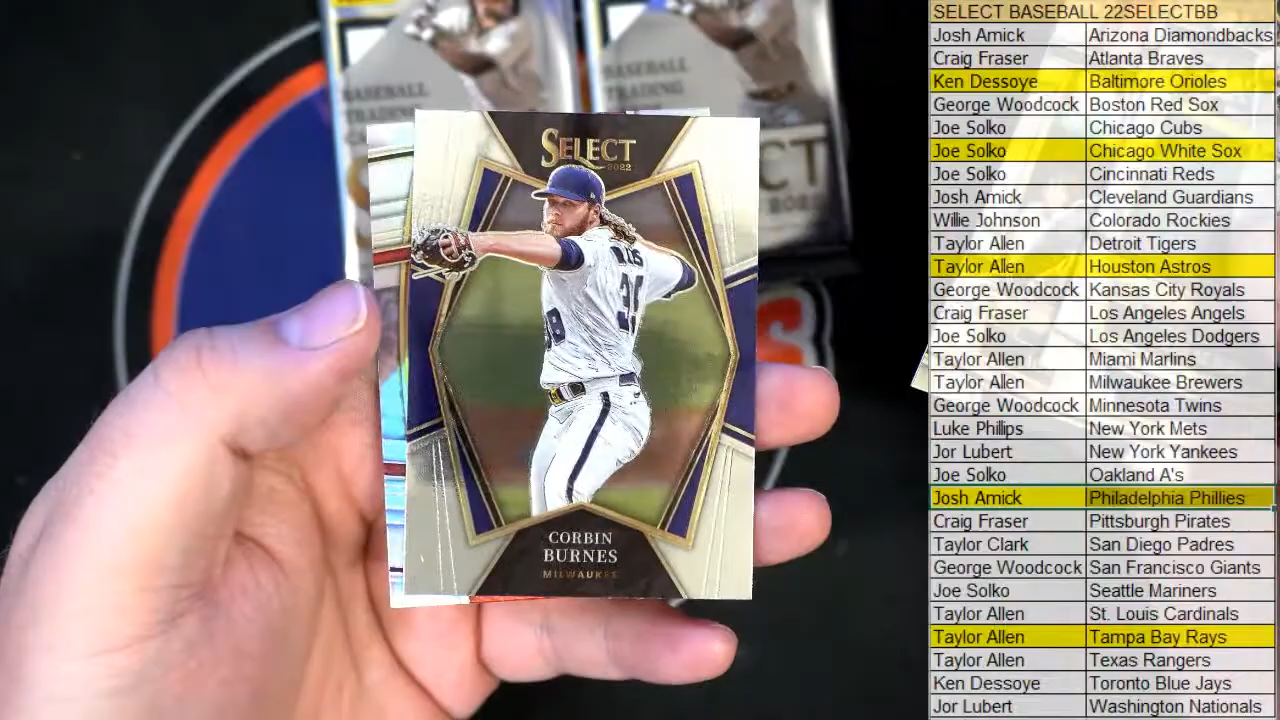 BASEBALL
TRADING
BASEBALL
TRADING
SELECT
2022
38
CORBIN
BURNES
MILWAUKEE
SELECT BASEBALL 22SELECTBB
Josh Amick Arizona Diamondbacks
Craig Fraser Atlanta Braves
Ken Dessoye Baltimore Orioles
George Woodcock Boston Red Sox
Joe Solko Chicago Cubs
Joe Solko Chicago White Sox
Joe Solko Cincinnati Reds
Josh Amick Cleveland Guardians
Willie Johnson Colorado Rockies
Taylor Allen Detroit Tigers
Taylor Allen Houston Astros
George Woodcock Kansas City Royals
Craig Fraser Los Angeles Angels
Joe Solko Los Angeles Dodgers
Taylor Allen Miami Marlins
Taylor Allen Milwaukee Brewers
George Woodcock Minnesota Twins
Luke Phillips New York Mets
Jor Lubert New York Yankees
Joe Solko Oakland A's
Josh Amick Philadelphia Phillies
Craig Fraser Pittsburgh Pirates
Taylor Clark San Diego Padres
George Woodcock San Francisco Giants
Joe Solko Seattle Mariners
Taylor Allen St. Louis Cardinals
Taylor Allen Tampa Bay Rays
Taylor Allen Texas Rangers
Ken Dessoye Toronto Blue Jays
Jor Lubert Washington Nationals